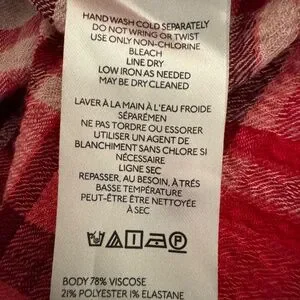 HAND WASH COLD SEPARATELY
DO NOT WRING OR TWIST
USE ONLY NON-CHLORINE
BLEACH
LINE DRY
LOW IRON AS NEEDED
MAY BE DRY CLEANED
LAVER À LA MAIN À L'EAU FROIDE
SÉPARÉMEN
NE PAS TORDRE OU ESSORER
UTILISER UN AGENT DE
BLANCHIMENT SANS CHLORE SI
NÉCESSAIRE
LIGNE SEC
REPASSER, AU BESOIN, À TRÉS
BASSE TEMPÉRATURE
PEUT-ÊTRE ÊTRE NETTOYÉE
À SEC
P
BODY 78% VISCOSE
21% POLYESTER 1% ELASTANE